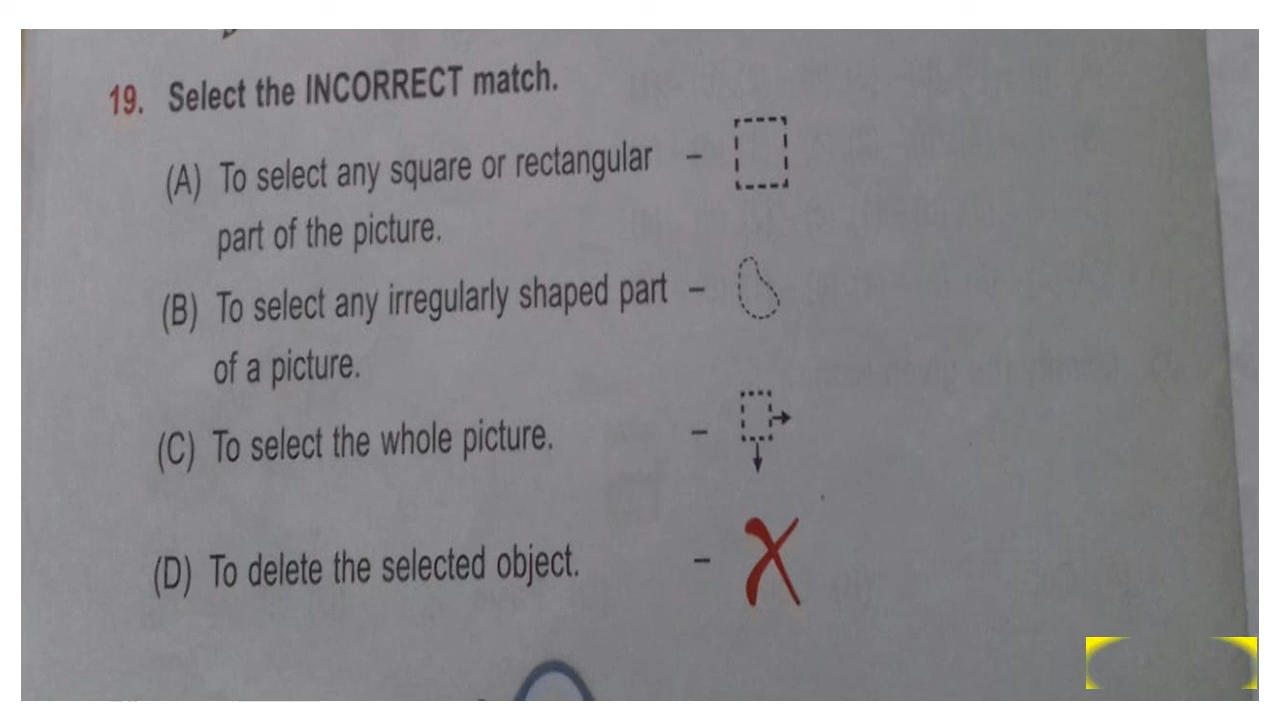 19. Select the INCORRECT match.
(A) To select any square or rectangular –
part of the picture.
(B) To select any irregularly shaped part –
of a picture.
(C) To select the whole picture. –
(D) To delete the selected object. –